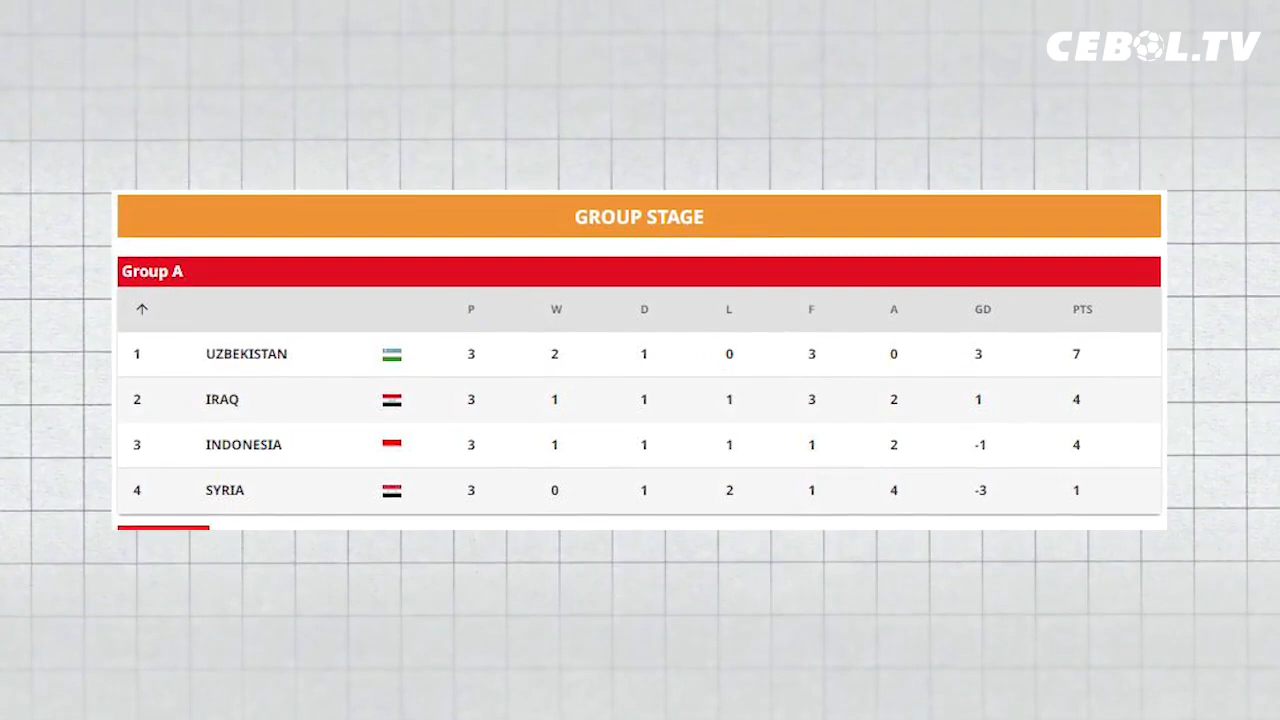 CEBOL.TV
GROUP STAGE
Group A
↑ P W D L F A GD PTS
1 UZBEKISTAN 3 2 1 0 3 0 3 7
2 IRAQ 3 1 1 1 3 2 1 4
3 INDONESIA 3 1 1 1 1 2 -1 4
4 SYRIA 3 0 1 2 1 4 -3 1